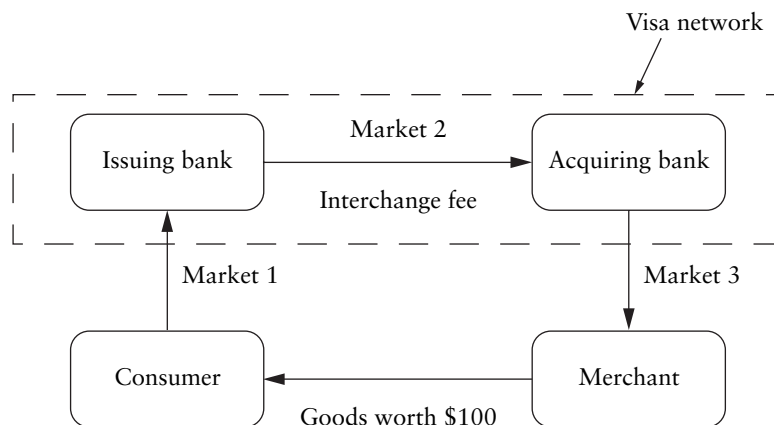 Visa network
Market 2
Issuing bank
Acquiring bank
Interchange fee
Market 1
Market 3
Consumer
Merchant
Goods worth $100